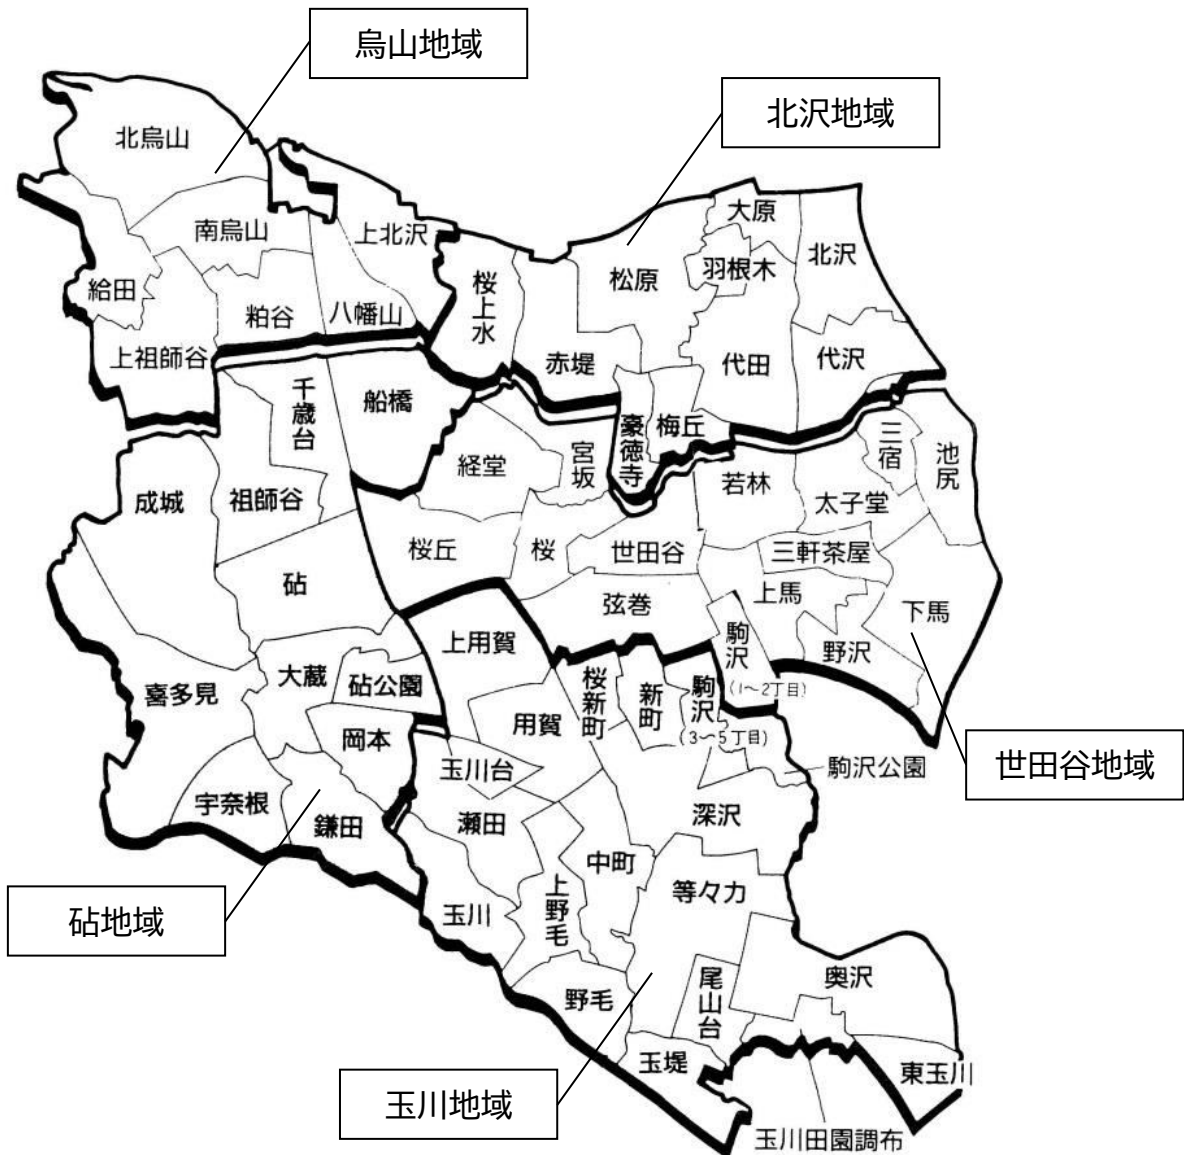 烏山地域
北沢地域
北烏山
南烏山
上北沢
給田
粕谷
八幡山
上祖師谷
桜上水
松原
大原
羽根木
北沢
赤堤
代田
代沢
豪徳寺
梅丘
千歳台
船橋
経堂
宮坂
若林
三宿
池尻
太子堂
成城
祖師谷
桜丘
桜
世田谷
三軒茶屋
砧
弦巻
上馬
下馬
駒沢
(1～2丁目)
野沢
上用賀
大蔵
砧公園
喜多見
岡本
用賀
桜新町
新町
駒沢
(3～5丁目)
駒沢公園
世田谷地域
玉川台
宇奈根
鎌田
瀬田
深沢
中町
等々力
上野毛
玉川
砧地域
野毛
尾山台
奥沢
玉堤
東玉川
玉川地域
玉川田園調布